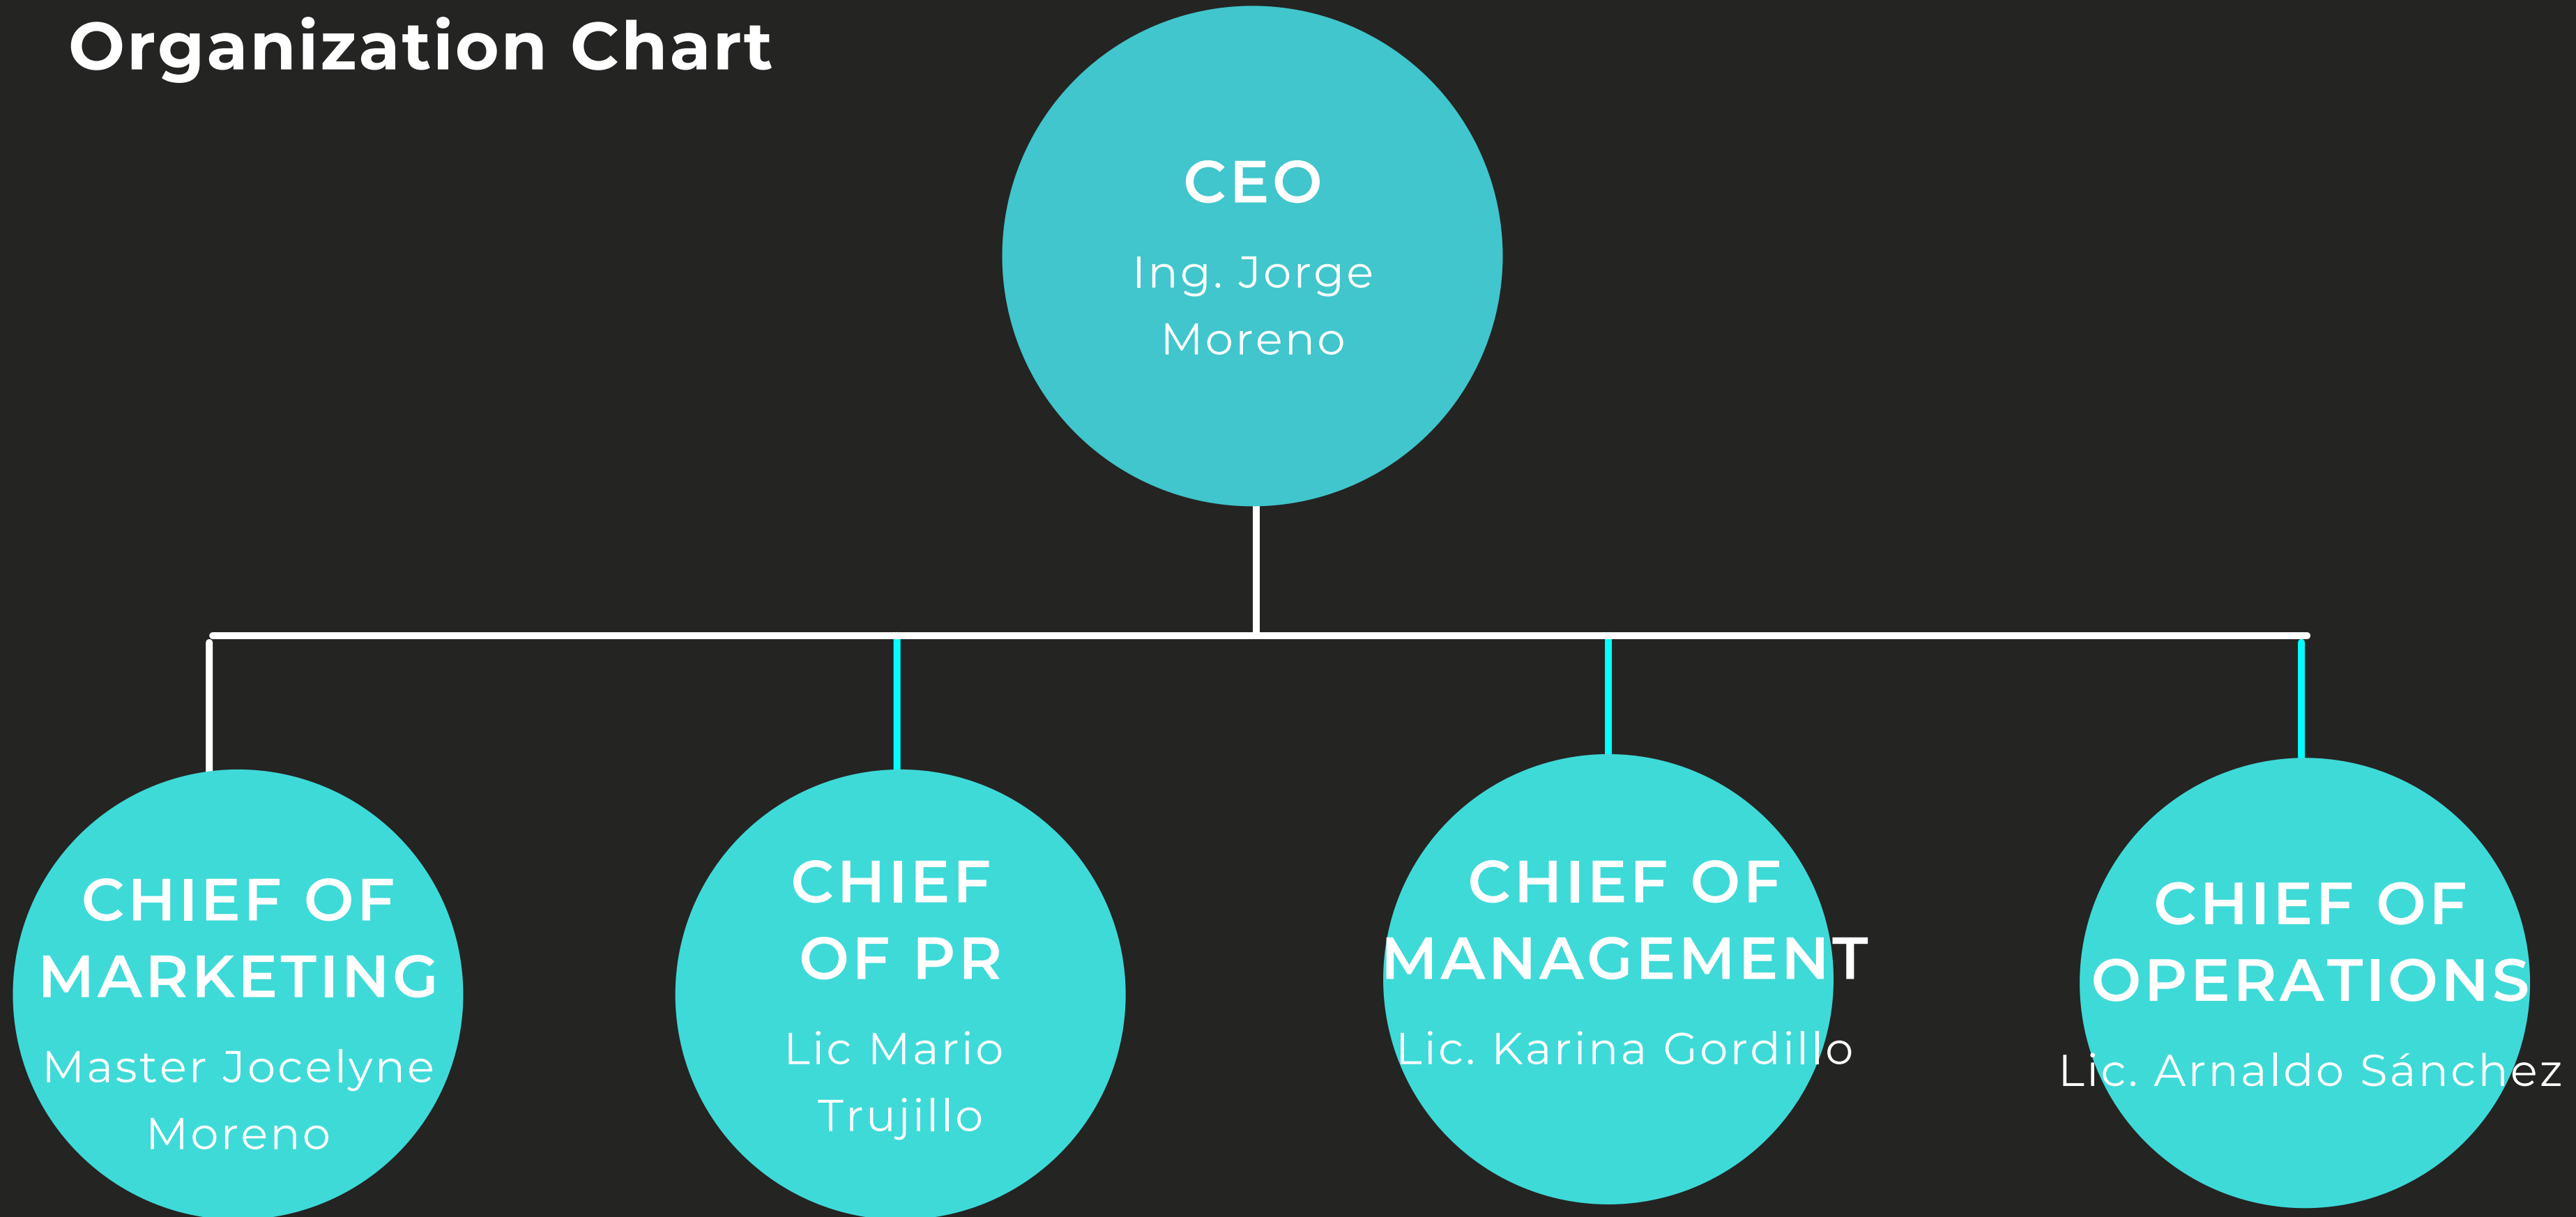 Organization Chart
CEO
Ing. Jorge
Moreno
CHIEF OF
MARKETING
Master Jocelyne
Moreno
CHIEF
OF PR
Lic Mario
Trujillo
CHIEF OF
MANAGEMENT
Lic. Karina Gordillo
CHIEF OF
OPERATIONS
Lic. Arnaldo Sánchez